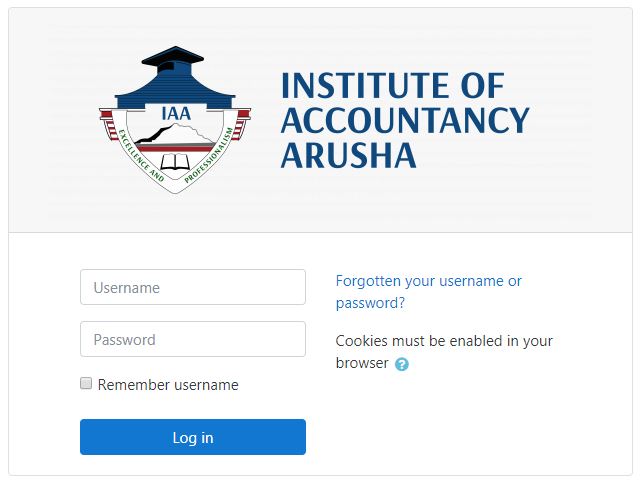 INSTITUTE OF
ACCOUNTANCY
ARUSHA
IAA
EXCELLENCE AND PROFESSIONALISM
Username
Password
Remember username
Log in
Forgotten your username or
password?
Cookies must be enabled in your
browser